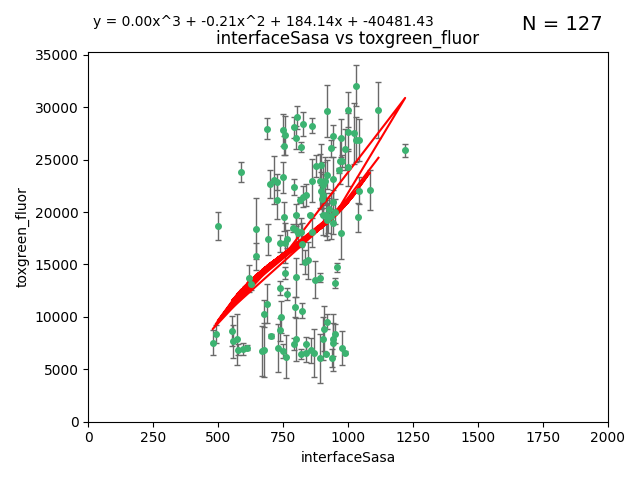 y = 0.00x^3 + -0.21x^2 + 184.14x + -40481.43
N = 127
interfaceSasa vs toxgreen_fluor
35000
30000
25000
20000
15000
10000
5000
0
toxgreen_fluor
0 250 500 750 1000 1250 1500 1750 2000
interfaceSasa